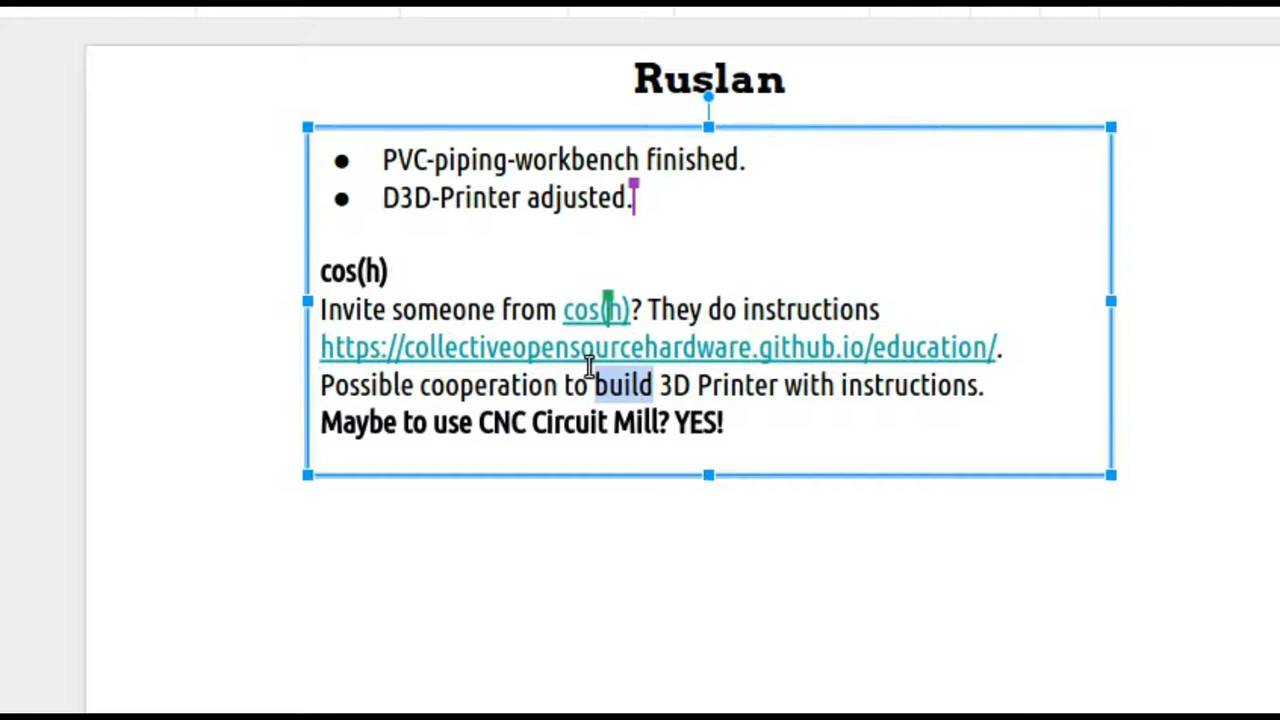 Ruslan
● PVC-piping-workbench finished.
● D3D-Printer adjusted.
cos(h)
Invite someone from cos(h)? They do instructions
https://collectiveopensourcehardware.github.io/education/.
Possible cooperation to build 3D Printer with instructions.
Maybe to use CNC Circuit Mill? YES!